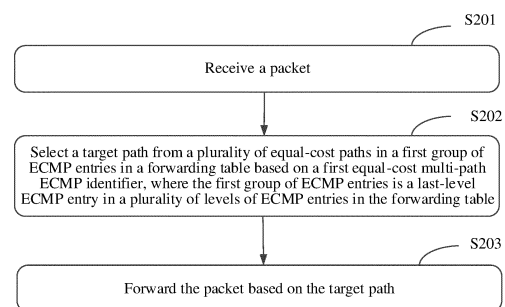 S201
Receive a packet
S202
Select a target path from a plurality of equal-cost paths in a first group of
ECMP entries in a forwarding table based on a first equal-cost multi-path
ECMP identifier, where the first group of ECMP entries is a last-level
ECMP entry in a plurality of levels of ECMP entries in the forwarding table
S203
Forward the packet based on the target path